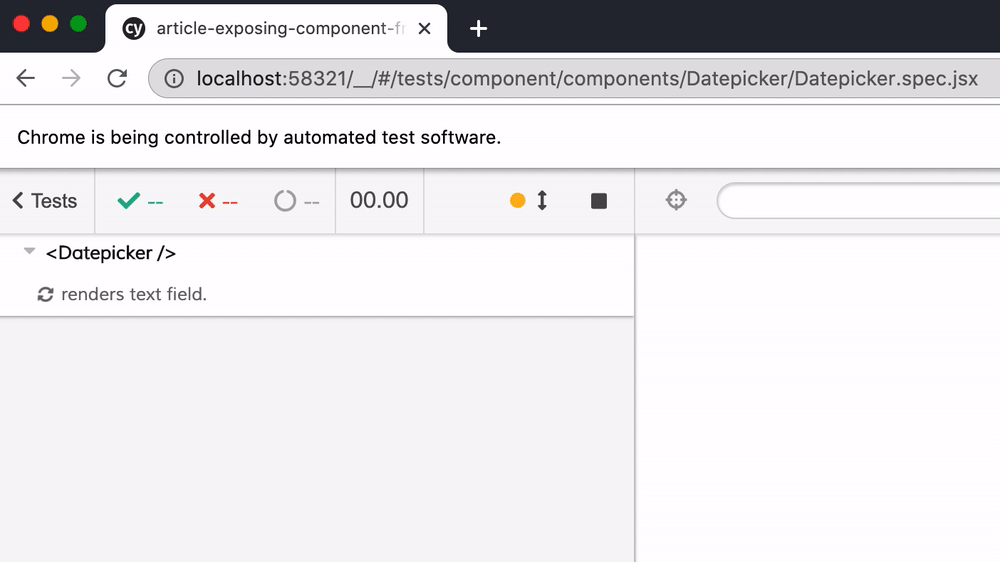 cy article-exposing-component-fr
localhost:58321/__/#/tests/component/components/Datepicker/Datepicker.spec.jsx
Chrome is being controlled by automated test software.
Tests -- -- -- 00.00
<Datepicker />
renders text field.